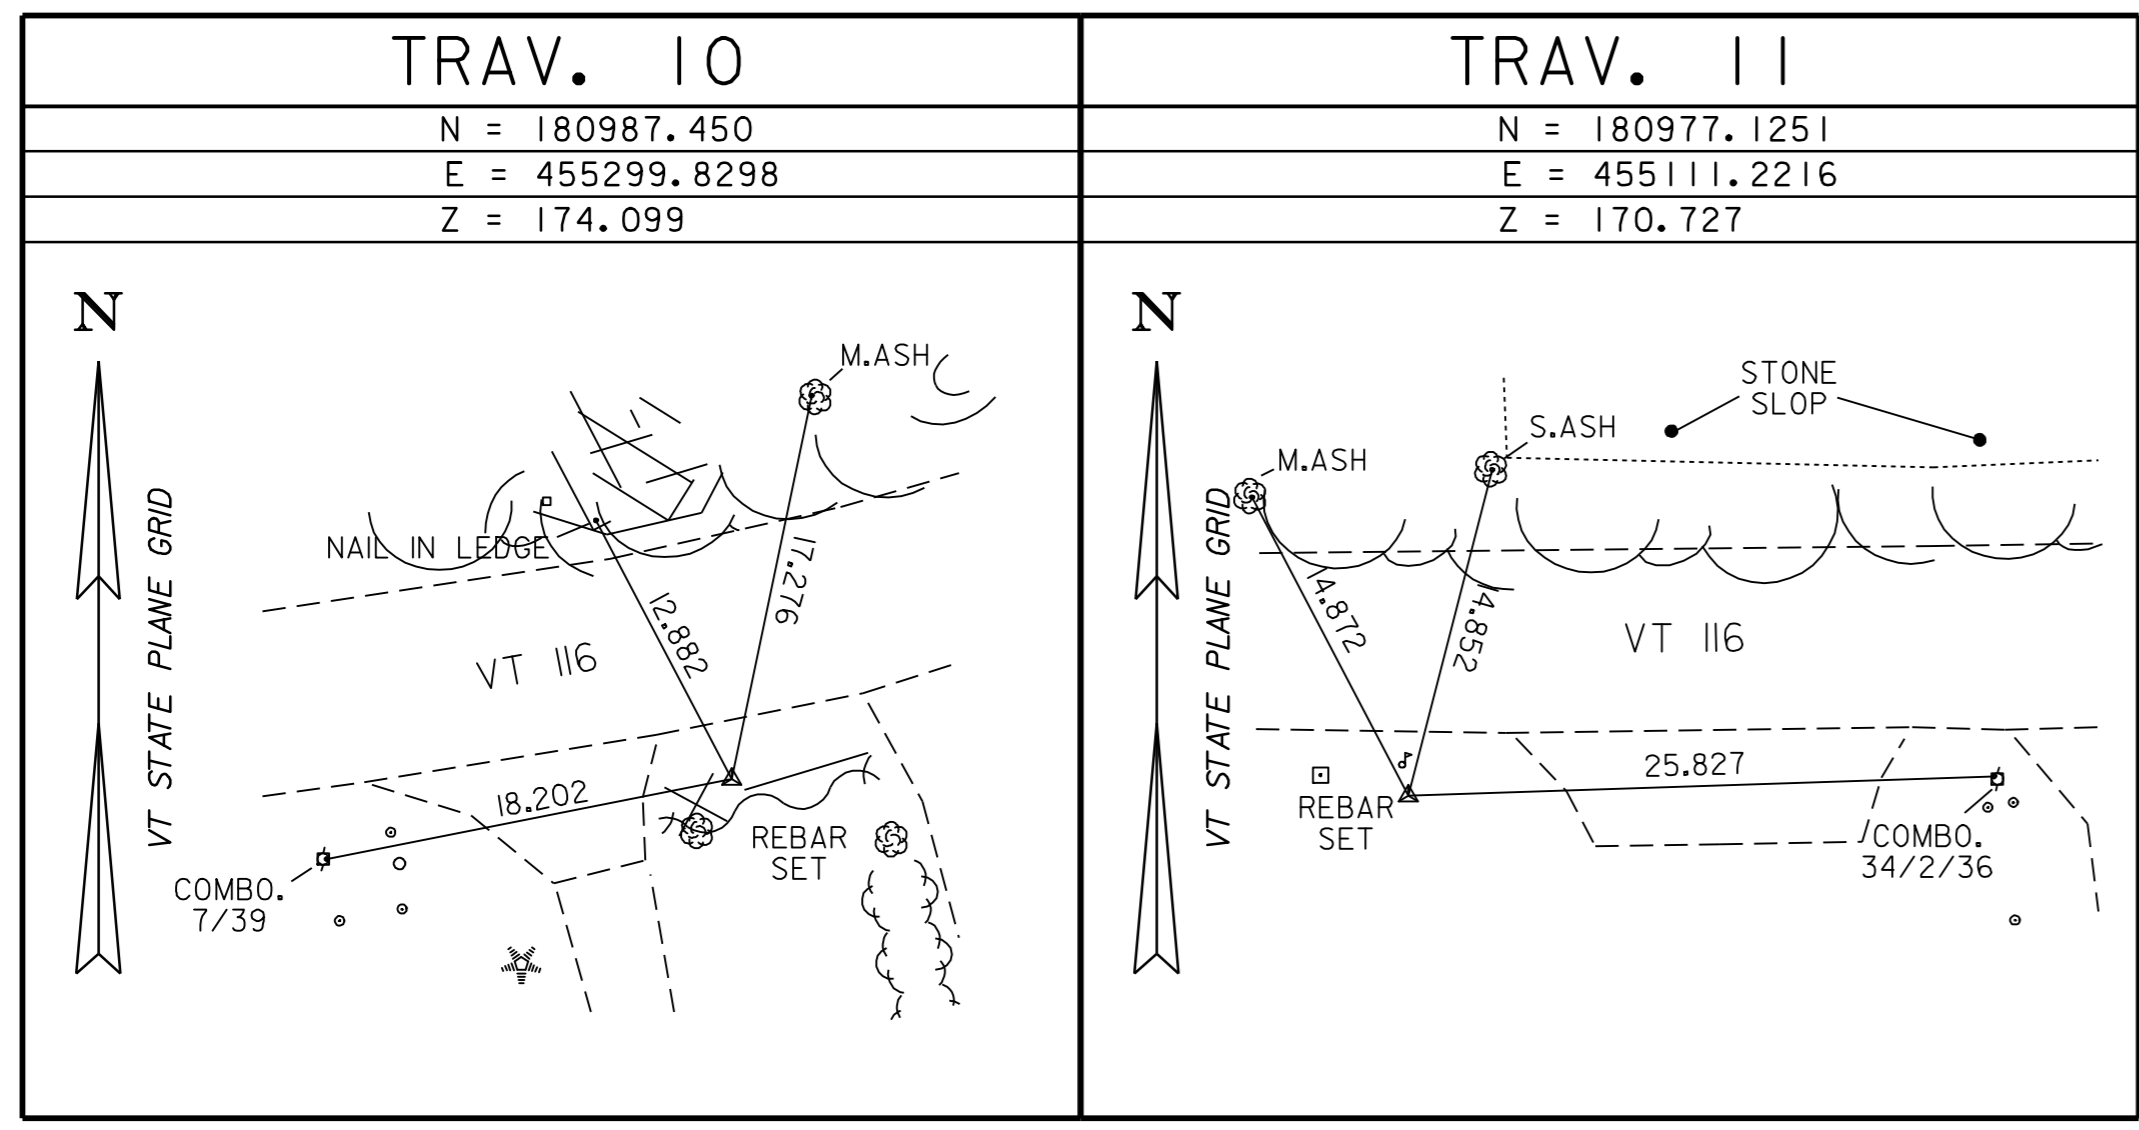 TRAV. 10
N = 180987.450
E = 455299.8298
Z = 174.099
N
VT STATE PLANE GRID
M.ASH
NAIL IN LEDGE
17.276
12.882
VT 116
18.202
REBAR
SET
COMBO.
7/39
TRAV. 11
N = 180977.1251
E = 455111.2216
Z = 170.727
N
VT STATE PLANE GRID
STONE
SLOP
S.ASH
M.ASH
14.872
14.852
VT 116
25.827
REBAR
SET
COMBO.
34/2/36